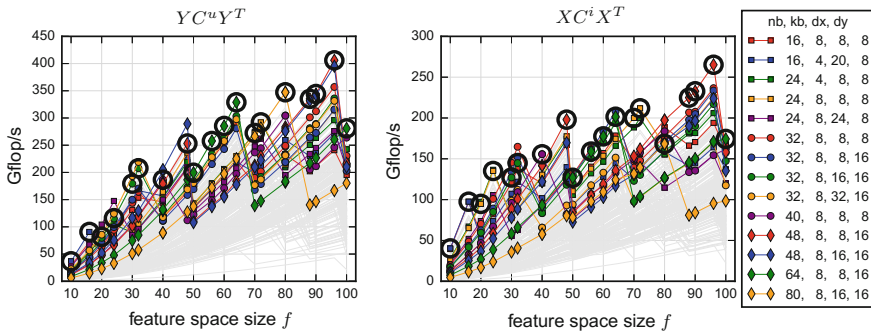 YCᵘYᵀ
XCⁱXᵀ
Gflop/s
450
400
350
300
250
200
150
100
50
0
10 20 30 40 50 60 70 80 90 100
feature space size f
300
250
200
150
100
50
0
10 20 30 40 50 60 70 80 90 100
feature space size f
nb, kb, dx, dy
16, 8, 8, 8
16, 4, 20, 8
24, 4, 8, 8
24, 8, 8, 8
24, 8, 24, 8
32, 8, 8, 8
32, 8, 8, 16
32, 8, 16, 16
32, 8, 32, 16
40, 8, 8, 8
48, 8, 8, 16
48, 8, 16, 16
64, 8, 8, 16
80, 8, 16, 16